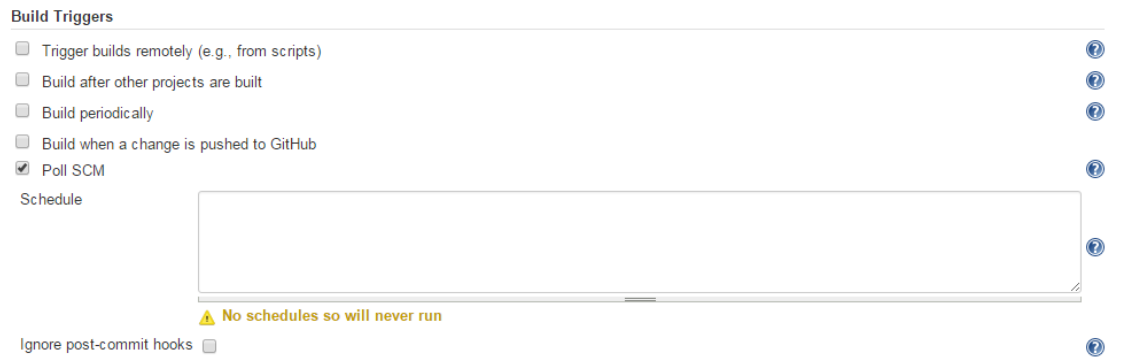 Build Triggers
Trigger builds remotely (e.g., from scripts)
Build after other projects are built
Build periodically
Build when a change is pushed to GitHub
Poll SCM
Schedule
No schedules so will never run
Ignore post-commit hooks